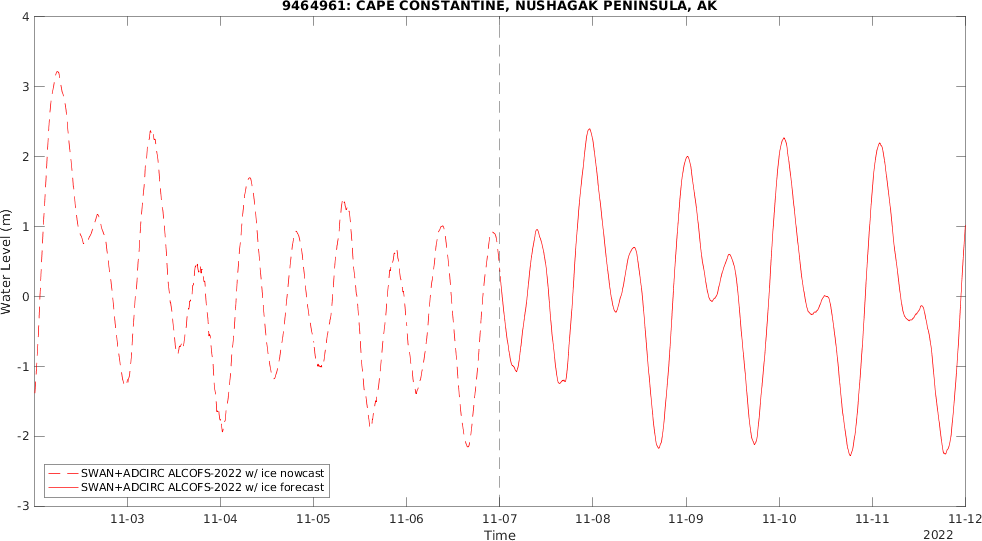 9464961: CAPE CONSTANTINE, NUSHAGAK PENINSULA, AK
4
3
2
1
0
-1
-2
-3
Water Level (m)
SWAN+ADCIRC ALCOFS-2022 w/ ice nowcast
SWAN+ADCIRC ALCOFS-2022 w/ ice forecast
11-03 11-04 11-05 11-06 11-07 11-08 11-09 11-10 11-11 11-12
Time
2022